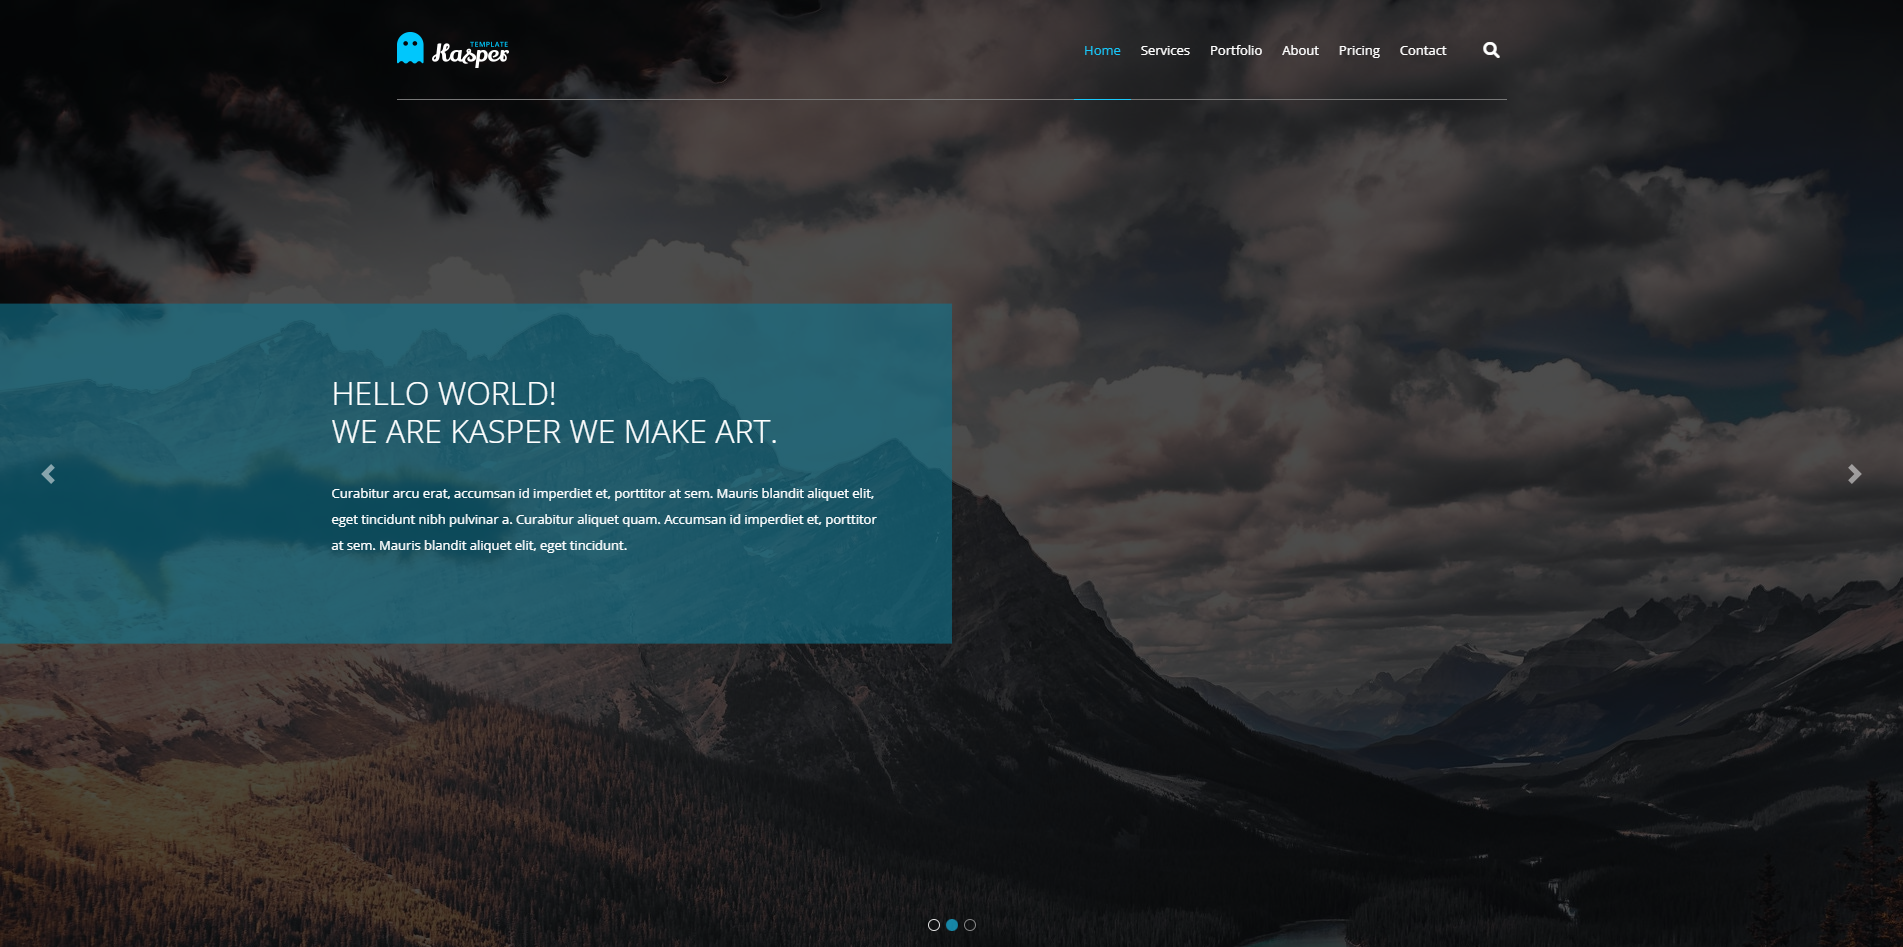 TEMPLATE
Kasper
Home Services Portfolio About Pricing Contact
HELLO WORLD!
WE ARE KASPER WE MAKE ART.
Curabitur arcu erat, accumsan id imperdiet et, porttitor at sem. Mauris blandit aliquet elit,
eget tincidunt nibh pulvinar a. Curabitur aliquet quam. Accumsan id imperdiet et, porttitor
at sem. Mauris blandit aliquet elit, eget tincidunt.